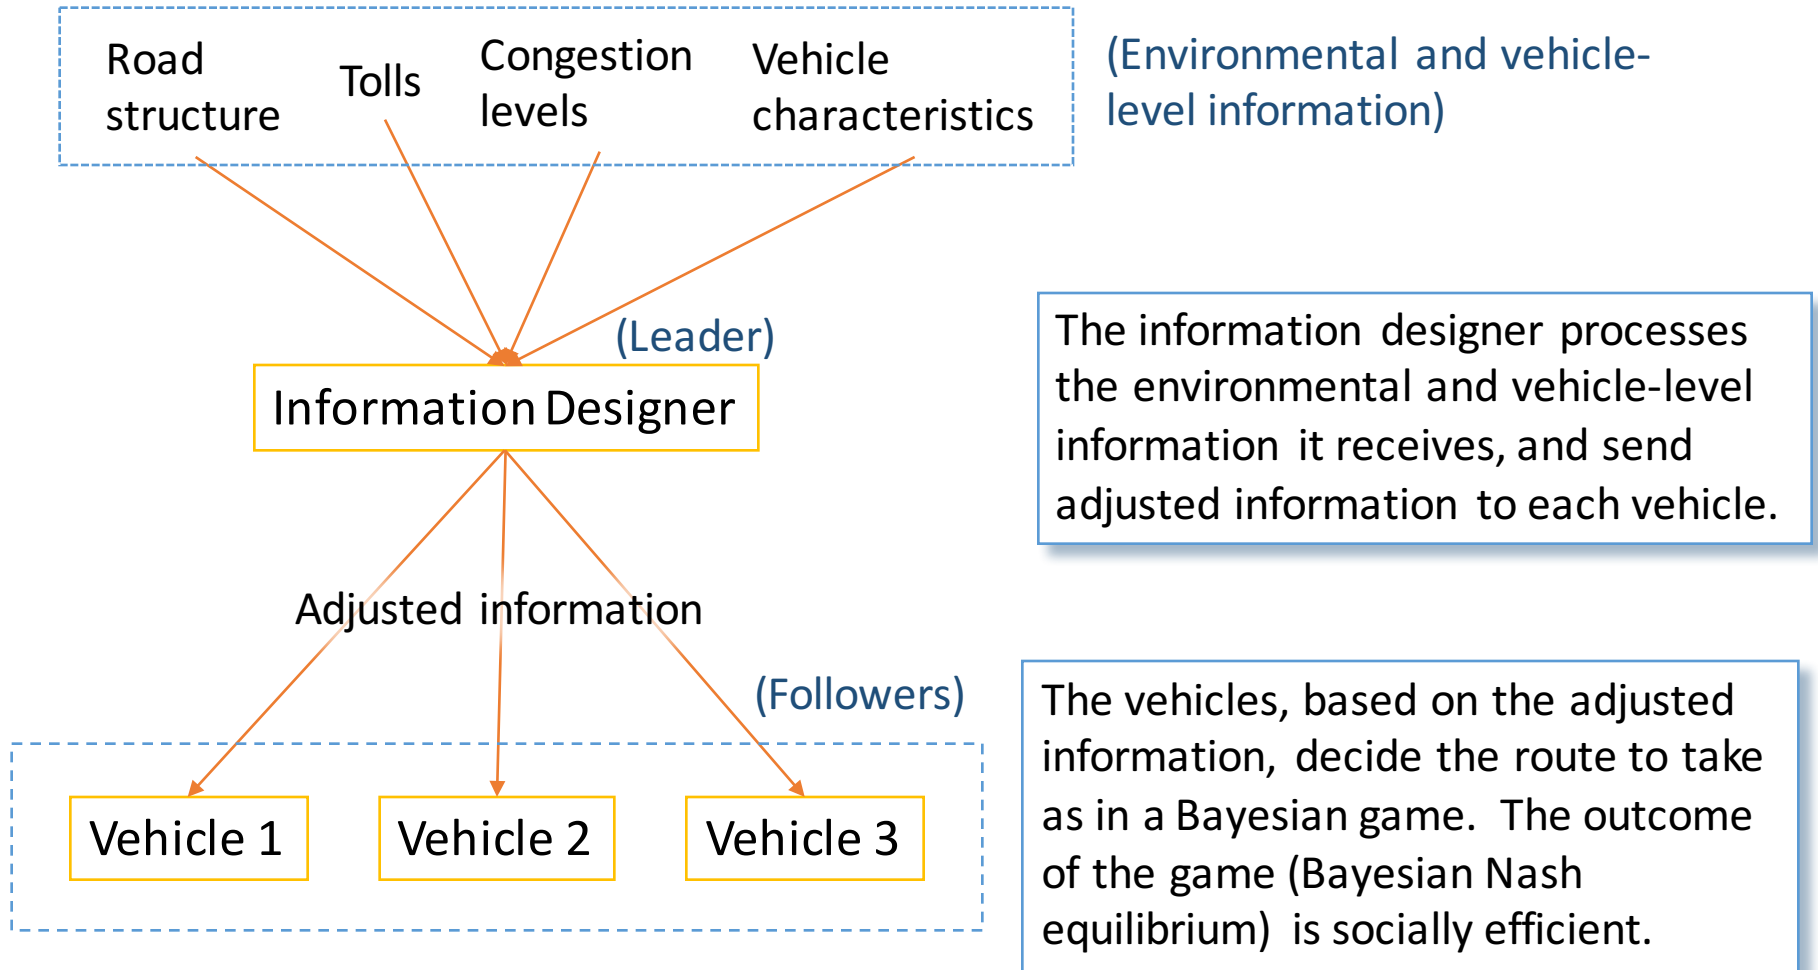 Road
structure
Tolls
Congestion
levels
Vehicle
characteristics
(Environmental and vehicle-
level information)
(Leader)
Information Designer
The information designer processes
the environmental and vehicle-level
information it receives, and send
adjusted information to each vehicle.
Adjusted information
(Followers)
Vehicle 1
Vehicle 2
Vehicle 3
The vehicles, based on the adjusted
information, decide the route to take
as in a Bayesian game. The outcome
of the game (Bayesian Nash
equilibrium) is socially efficient.